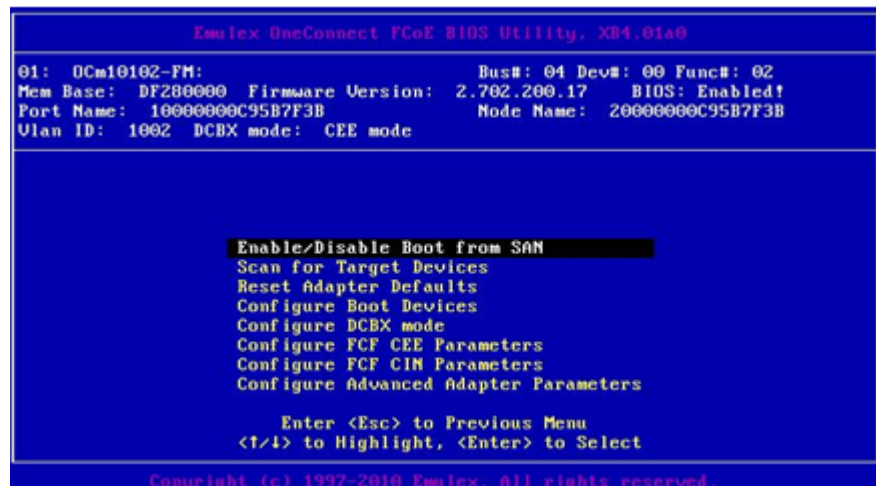 Emulex OneConnect FCoE BIOS Utility, XB4.01a0
01: OCm10102-FM: Bus#: 04 Dev#: 00 Func#: 02
Mem Base: DF280000 Firmware Version: 2.702.200.17 BIOS: Enabled!
Port Name: 10000000C95B7F3B Node Name: 20000000C95B7F3B
Vlan ID: 1002 DCBX mode: CEE mode
Enable/Disable Boot from SAN
Scan for Target Devices
Reset Adapter Defaults
Configure Boot Devices
Configure DCBX mode
Configure FCF CEE Parameters
Configure FCF CIN Parameters
Configure Advanced Adapter Parameters
Enter <Esc> to Previous Menu
<↑/↓> to Highlight, <Enter> to Select
Copyright (c) 1997-2010 Emulex. All rights reserved.